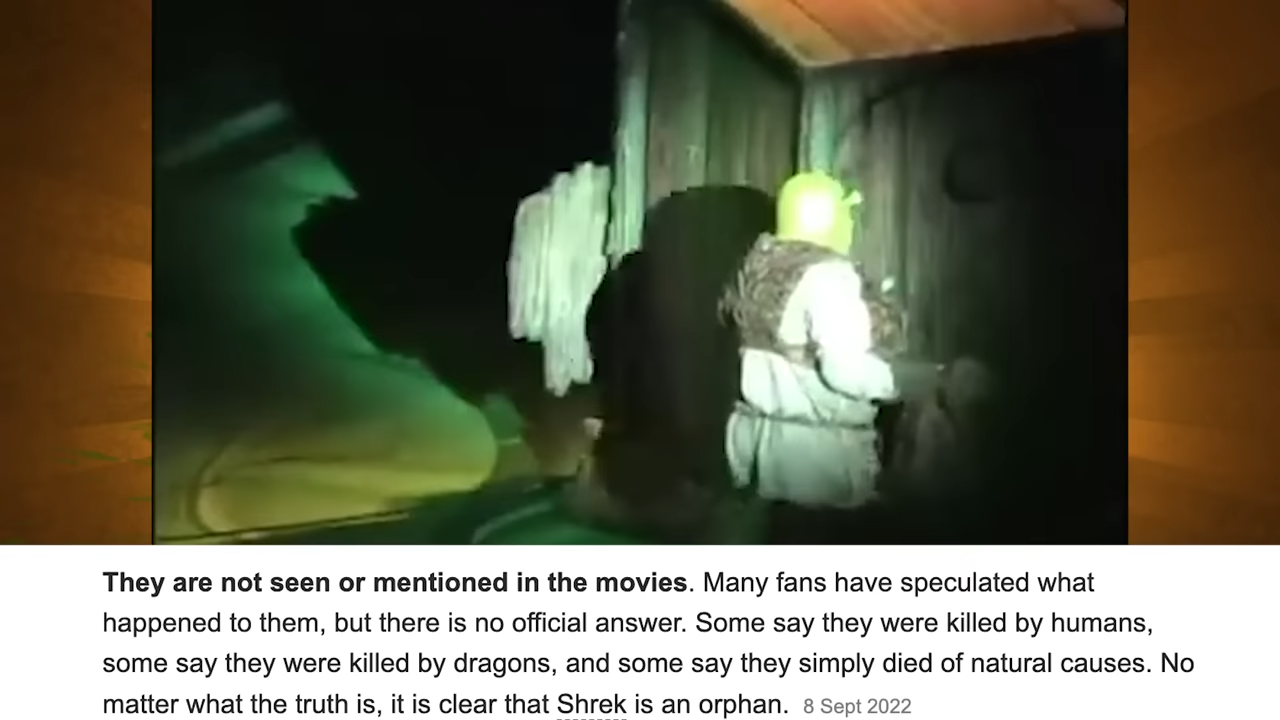 They are not seen or mentioned in the movies. Many fans have speculated what
happened to them, but there is no official answer. Some say they were killed by humans,
some say they were killed by dragons, and some say they simply died of natural causes. No
matter what the truth is, it is clear that Shrek is an orphan. 8 Sept 2022